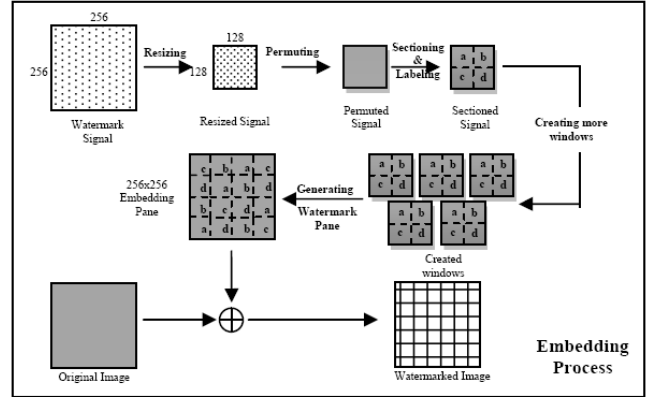 256
256
Watermark
Signal
Resizing
128
128
Resized Signal
Permuting
Permuted
Signal
Sectioning
&
Labeling
a b
c d
Sectioned
Signal
Creating more
windows
a b a b a b
c d c d c d
a b a b
c d c d
Created
windows
Generating
Watermark
Pane
256x256
Embedding
Pane
c b a c
d a b d
b c d a
a d b c
Original Image
Watermarked Image
Embedding
Process